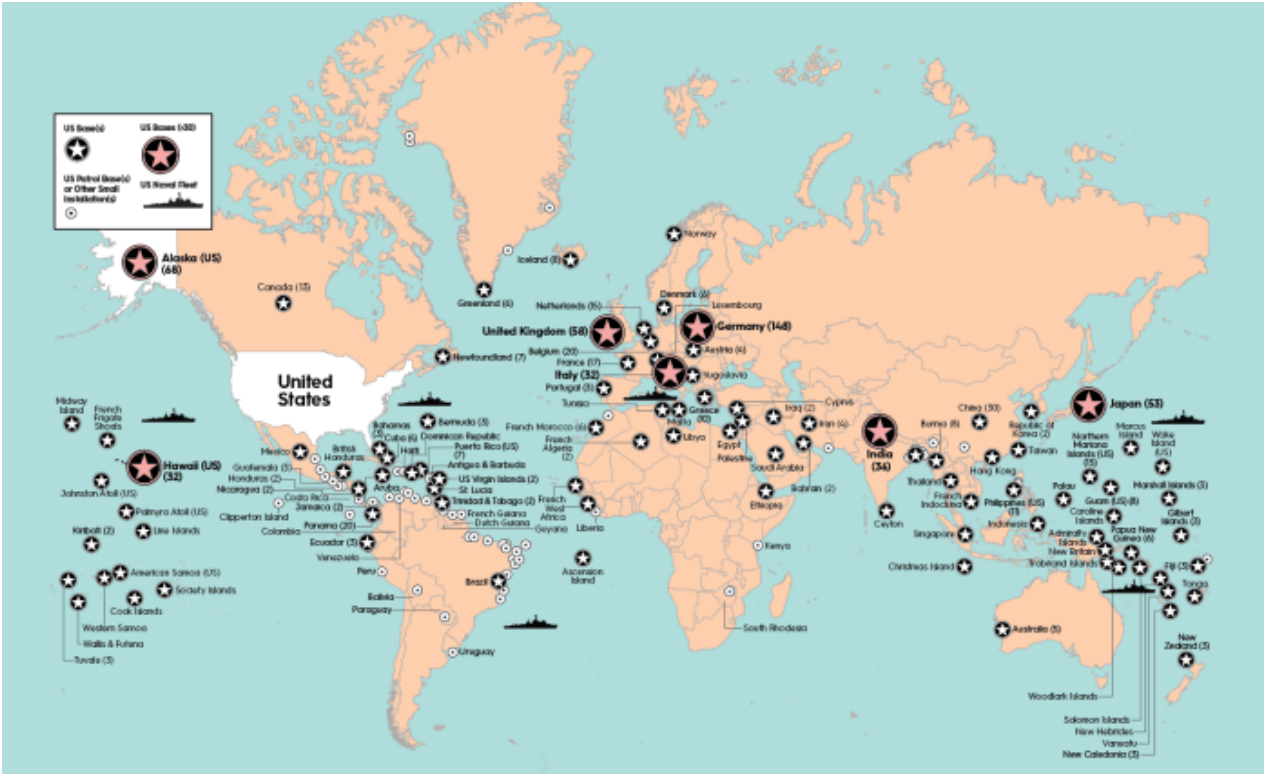 US Base(s)
US Bases (>30)
US Patrol Base(s)
or Other Small
Installation(s)
US Naval Fleet
Alaska (US)
(68)
Canada (13)
United
States
Newfoundland (7)
Greenland (6)
Iceland (8)
Norway
Netherlands (15)
Denmark (6)
Luxembourg
United Kingdom (58)
Germany (148)
Belgium (20)
Austria (4)
France (17)
Italy (32)
Yugoslavia
Portugal (3)
Tunisia
Greece
(10)
Malta
Cyprus
French Morocco (6)
French
Algeria
(2)
Libya
Egypt
Palestine
Iraq (2)
Iran (4)
Saudi Arabia
Bahrain (2)
Ethiopia
French
West
Africa
Liberia
Ascension
Island
Kenya
South Rhodesia
Midway
Island
French
Frigate
Shoals
Hawaii (US)
(32)
Johnston Atoll (US)
Palmyra Atoll (US)
Line Islands
Kiribati (2)
American Samoa (US)
Society Islands
Cook Islands
Western Samoa
Wallis & Futuna
Tuvalu (3)
Mexico
British
Honduras
Guatemala (3)
Honduras (2)
Nicaragua (2)
Costa Rica
Jamaica (2)
Clipperton Island
Panama (20)
Colombia
Ecuador (3)
Venezuela
Peru
Bolivia
Paraguay
Uruguay
Brazil
Bahamas
Cuba (6)
Haiti
Aruba
Bermuda (3)
Dominican Republic
Puerto Rico (US)
(7)
Antigua & Barbuda
US Virgin Islands (2)
St. Lucia
Trinidad & Tobago (2)
French Guiana
Dutch Guiana
Guyana
India
(36)
Ceylon
Burma (8)
China (30)
Republic of
Korea (2)
Taiwan
Hong Kong
Thailand
French
Indochina
Philippines (US)
Singapore
Indonesia
Christmas Island
Japan (53)
Northern
Mariana
Islands (US)
(15)
Marcus
Island
Wake
Island
(US)
Palau
Guam (US) (8)
Marshall Islands (3)
Caroline
Islands
Gilbert
Islands (3)
Admiralty
Islands
Papua New
Guinea (6)
New Britain
Trobriand Islands
Fiji (3)
Tonga
Australia (5)
New
Zealand (3)
Woodlark Islands
Solomon Islands
New Hebrides
Vanuatu
New Caledonia (3)